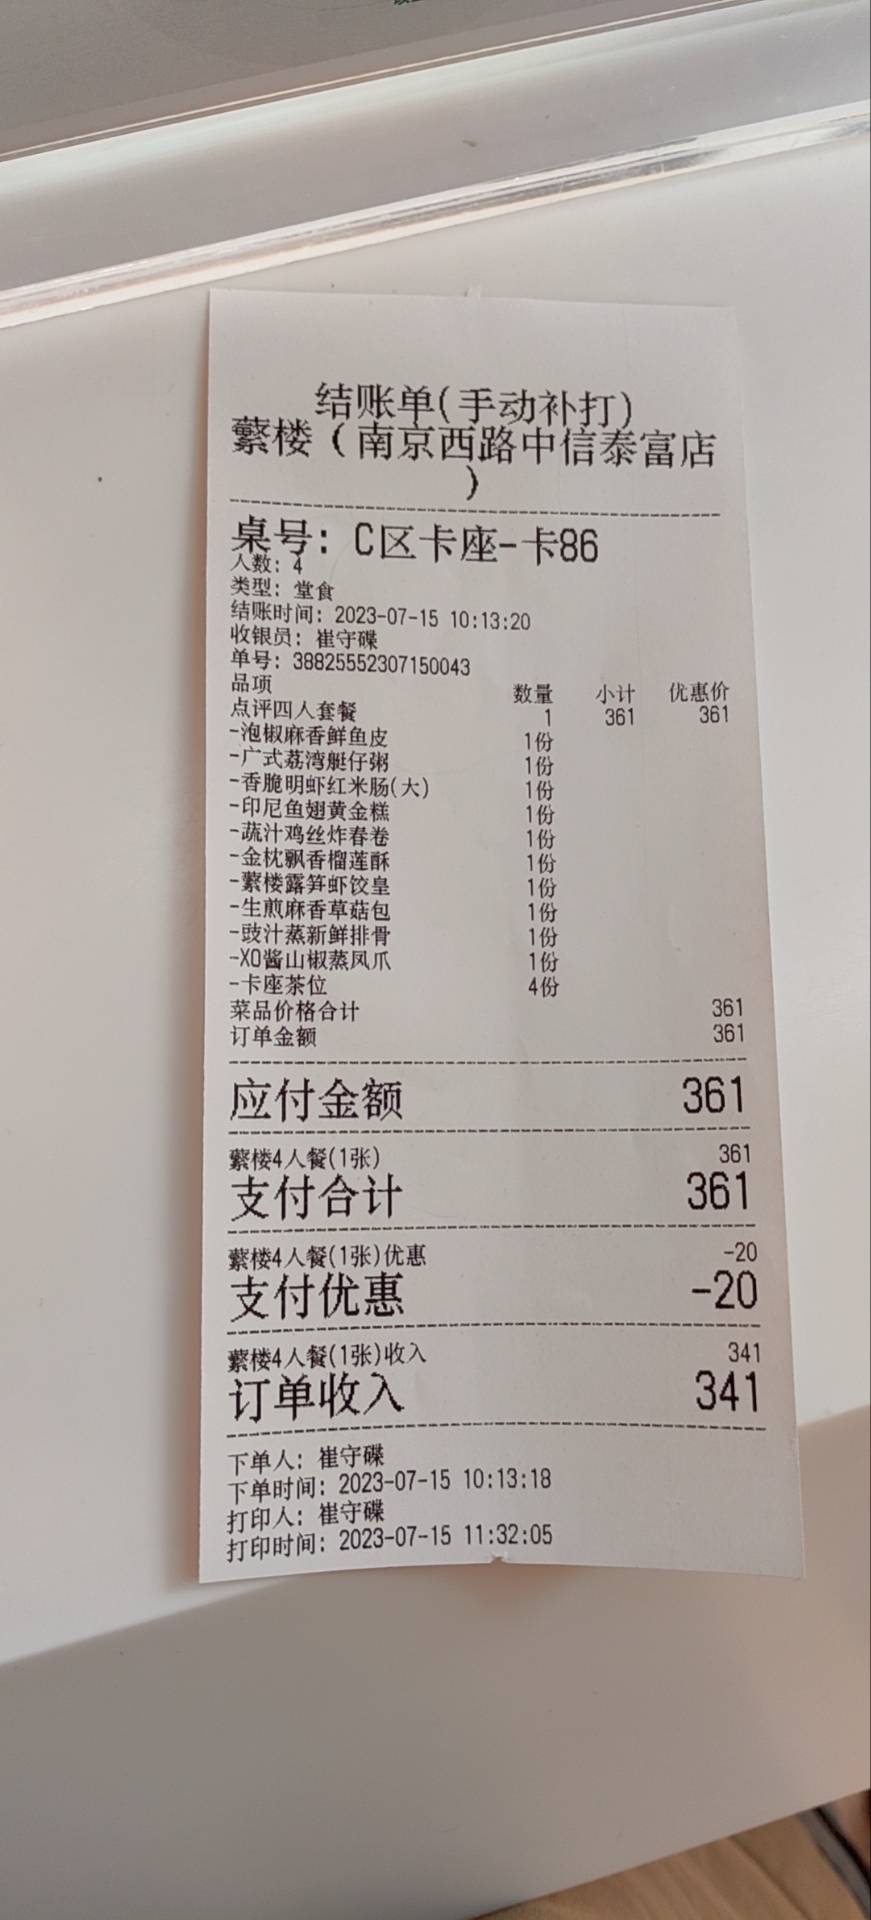 结账单(手动补打)
蘩楼（南京西路中信泰富店
）
桌号: C区卡座-卡86
人数: 4
类型: 堂食
结账时间: 2023-07-15 10:13:20
收银员: 崔守碟
单号: 38825552307150043
品项 数量 小计 优惠价
点评四人套餐 1 361 361
-泡椒麻香鲜鱼皮 1份
-广式荔湾艇仔粥 1份
-香脆明虾红米肠(大) 1份
-印尼鱼翅黄金糕 1份
-蔬汁鸡丝炸春卷 1份
-金枕飘香榴莲酥 1份
-蘩楼露笋虾饺皇 1份
-生煎麻香草菇包 1份
-豉汁蒸新鲜排骨 1份
-XO酱山椒蒸凤爪 1份
-卡座茶位 4份
菜品价格合计 361
订单金额 361
应付金额 361
蘩楼4人餐(1张) 361
支付合计 361
蘩楼4人餐(1张)优惠 -20
支付优惠 -20
蘩楼4人餐(1张)收入 341
订单收入 341
下单人: 崔守碟
下单时间: 2023-07-15 10:13:18
打印人: 崔守碟
打印时间: 2023-07-15 11:32:05